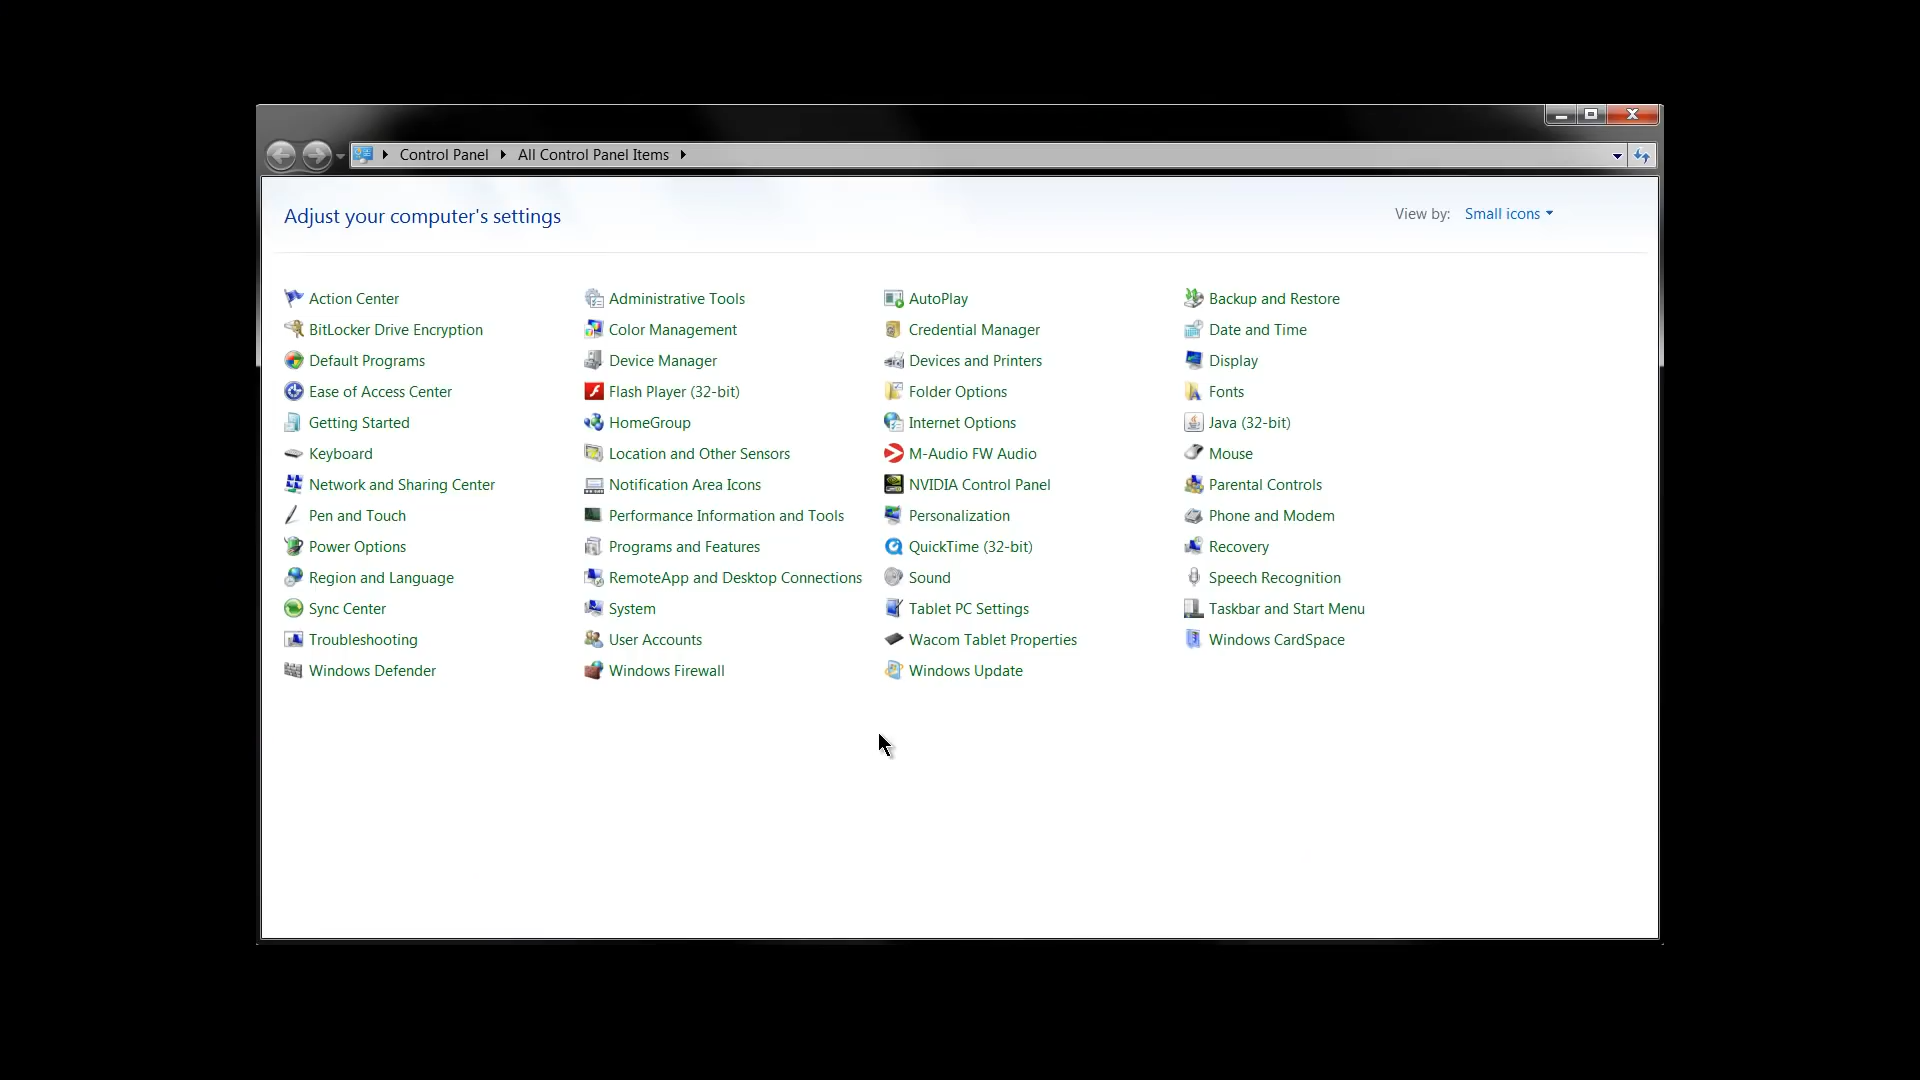 Control Panel All Control Panel Items
Adjust your computer's settings
View by: Small icons
Action Center Administrative Tools AutoPlay Backup and Restore
BitLocker Drive Encryption Color Management Credential Manager Date and Time
Default Programs Device Manager Devices and Printers Display
Ease of Access Center Flash Player (32-bit) Folder Options Fonts
Getting Started HomeGroup Internet Options Java (32-bit)
Keyboard Location and Other Sensors M-Audio FW Audio Mouse
Network and Sharing Center Notification Area Icons NVIDIA Control Panel Parental Controls
Pen and Touch Performance Information and Tools Personalization Phone and Modem
Power Options Programs and Features QuickTime (32-bit) Recovery
Region and Language RemoteApp and Desktop Connections Sound Speech Recognition
Sync Center System Tablet PC Settings Taskbar and Start Menu
Troubleshooting User Accounts Wacom Tablet Properties Windows CardSpace
Windows Defender Windows Firewall Windows Update